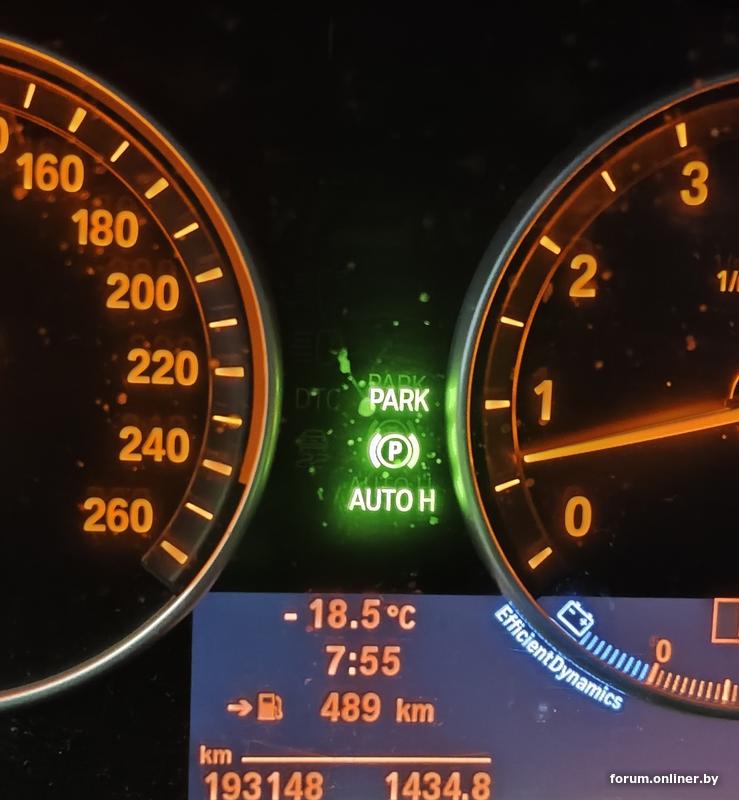 160
180
200
220
240
260
PARK
(P)
AUTO H
3
2
1
0
- 18.5°C
7:55
489 km
km
193148 1434.8
EfficientDynamics
0
forum.onliner.by